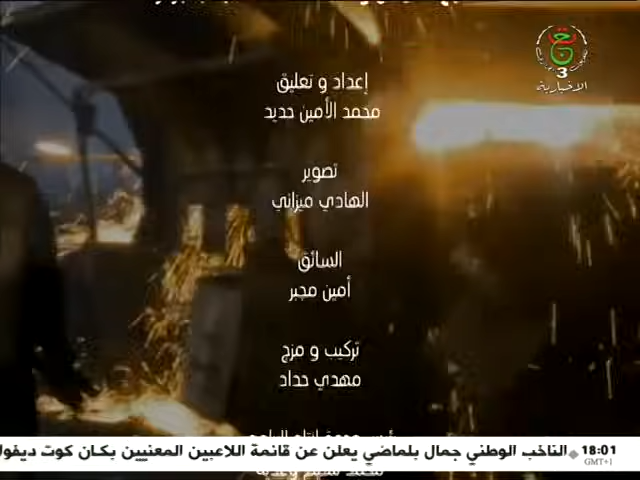 3
الاخبارية
إعداد و تعليق
محمد الأمين حديد
تصوير
الهادي ميزاني
السائق
أمين مجبر
تركيب و مزج
مهدي حداد
الناخب الوطني جمال بلماضي يعلن عن قائمة اللاعبين المعنيين بكان كوت ديفوا
18:01
GMT+1